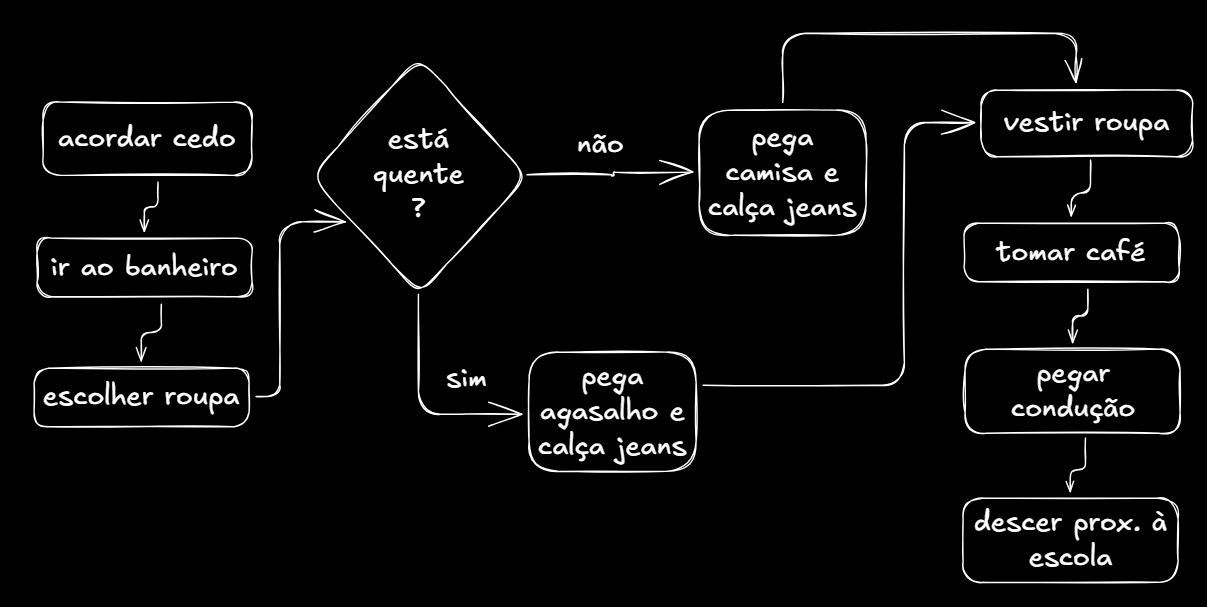 acordar cedo
ir ao banheiro
escolher roupa
está
quente
?
não
sim
pega
camisa e
calça jeans
pega
agasalho e
calça jeans
vestir roupa
tomar café
pegar
condução
descer prox. à
escola